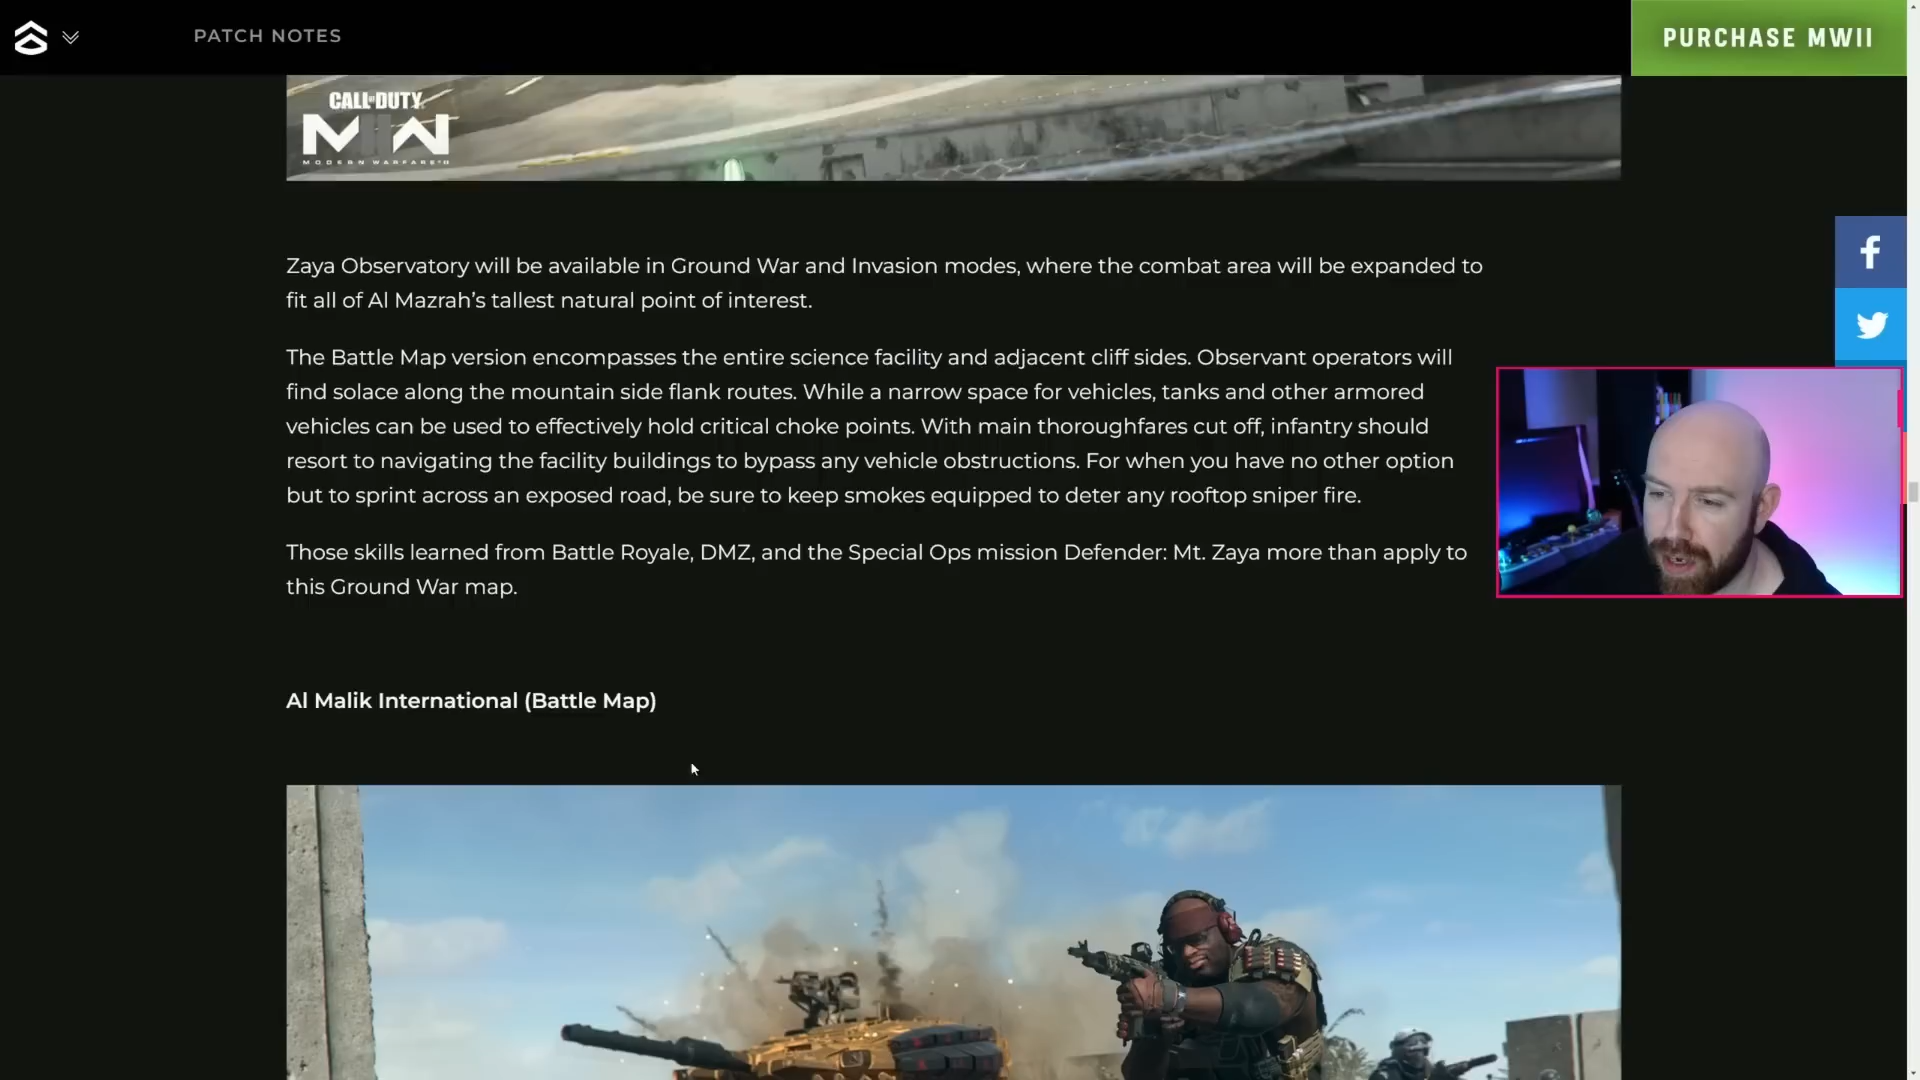 PATCH NOTES
PURCHASE MWII
CALL OF DUTY
MW
MODERN WARFARE II
Zaya Observatory will be available in Ground War and Invasion modes, where the combat area will be expanded to
fit all of Al Mazrah’s tallest natural point of interest.
The Battle Map version encompasses the entire science facility and adjacent cliff sides. Observant operators will
find solace along the mountain side flank routes. While a narrow space for vehicles, tanks and other armored
vehicles can be used to effectively hold critical choke points. With main thoroughfares cut off, infantry should
resort to navigating the facility buildings to bypass any vehicle obstructions. For when you have no other option
but to sprint across an exposed road, be sure to keep smokes equipped to deter any rooftop sniper fire.
Those skills learned from Battle Royale, DMZ, and the Special Ops mission Defender: Mt. Zaya more than apply to
this Ground War map.
Al Malik International (Battle Map)